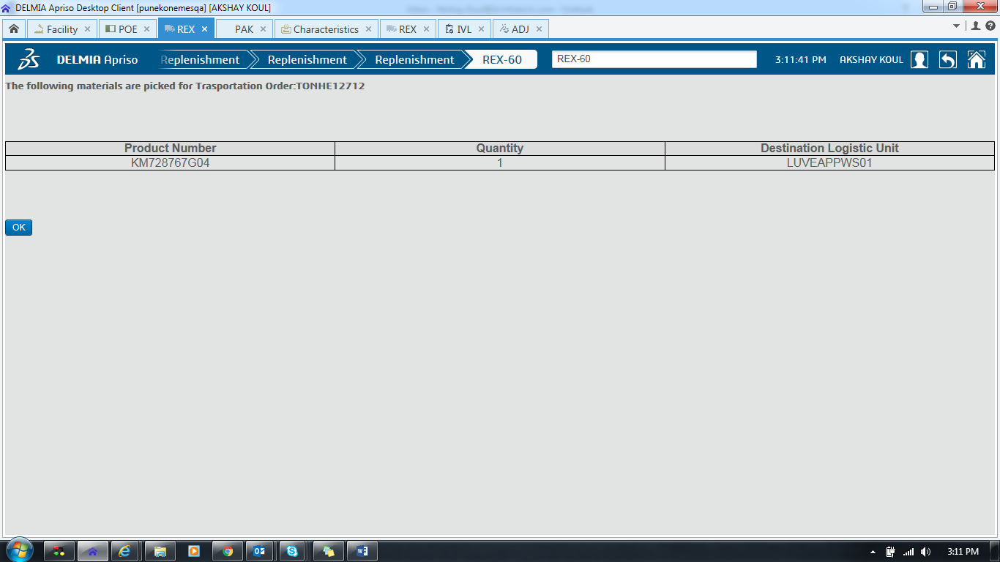 DELMIA Apriso Desktop Client [punekonemesqa] [AKSHAY KOUL]
Facility POE REX PAK Characteristics REX IVL ADJ
DELMIA Apriso Replenishment Replenishment Replenishment REX-60 REX-60 3:11:41 PM AKSHAY KOUL
The following materials are picked for Trasportation Order:TONHE12712
Product Number Quantity Destination Logistic Unit
KM728767G04 1 LUVEAPPWS01
OK
3:11 PM